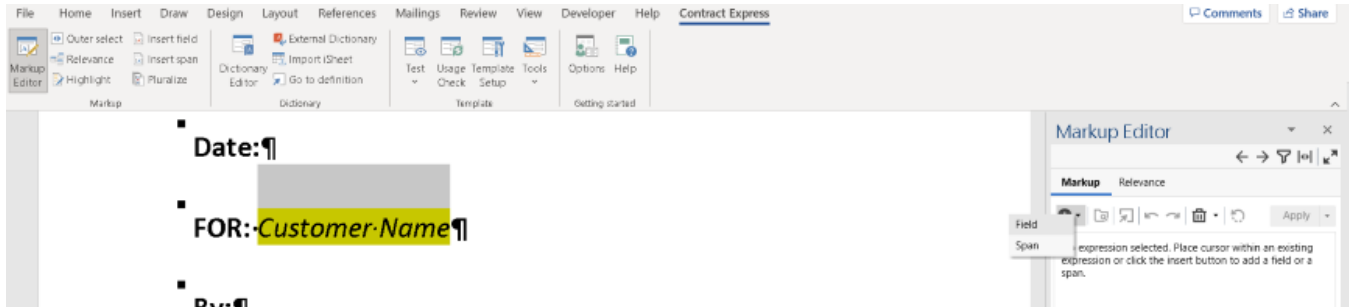 File Home Insert Draw Design Layout References Mailings Review View Developer Help Contract Express Comments Share
Outer select Insert field External Dictionary
Relevance Insert span Import iSheet
Highlight Pluralize Go to definition
Markup Editor
Dictionary Editor
Test Usage Check Template Setup Tools Options Help
Markup Dictionary Template Getting started
Date:¶
FOR:·Customer·Name¶
By:¶
Markup Editor
Markup Relevance
Apply
Field
Span
expression selected. Place cursor within an existing
expression or click the insert button to add a field or a
span.